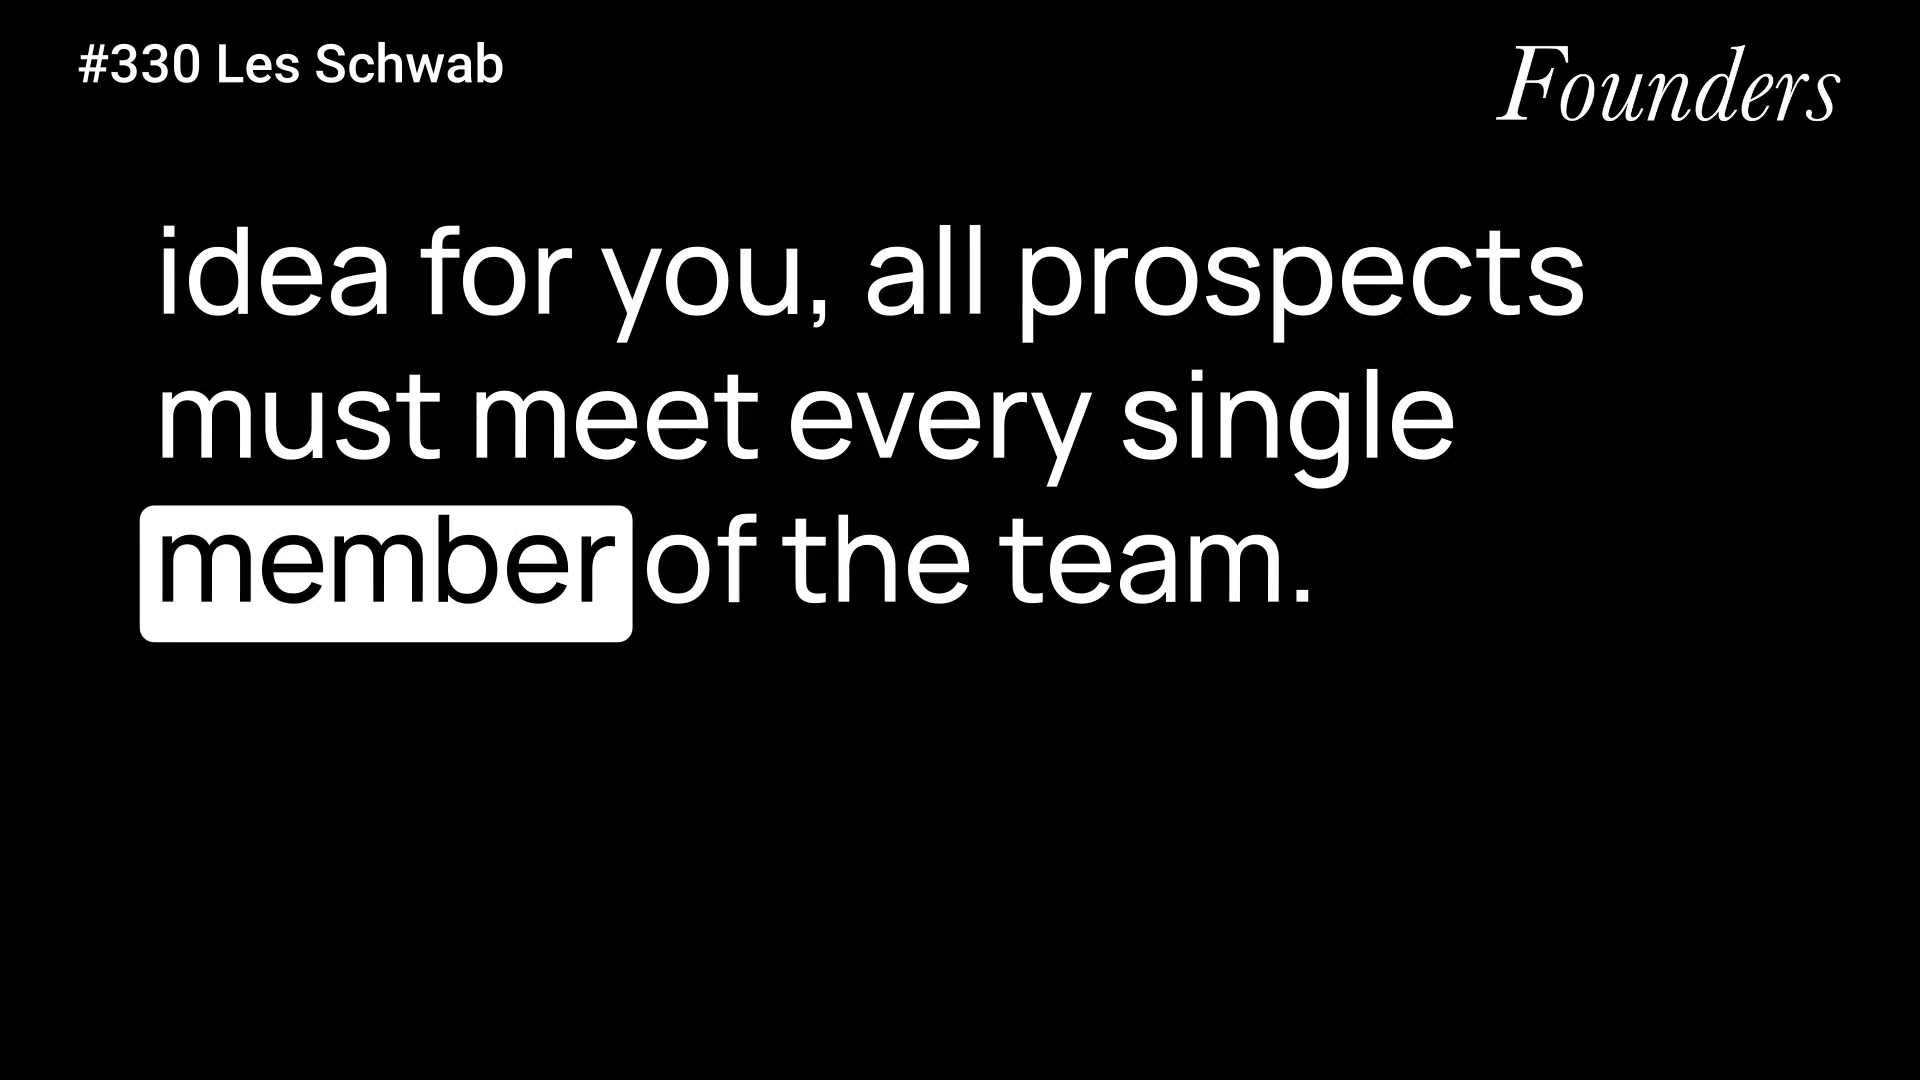 #330 Les Schwab
Founders
idea for you, all prospects
must meet every single
member of the team.